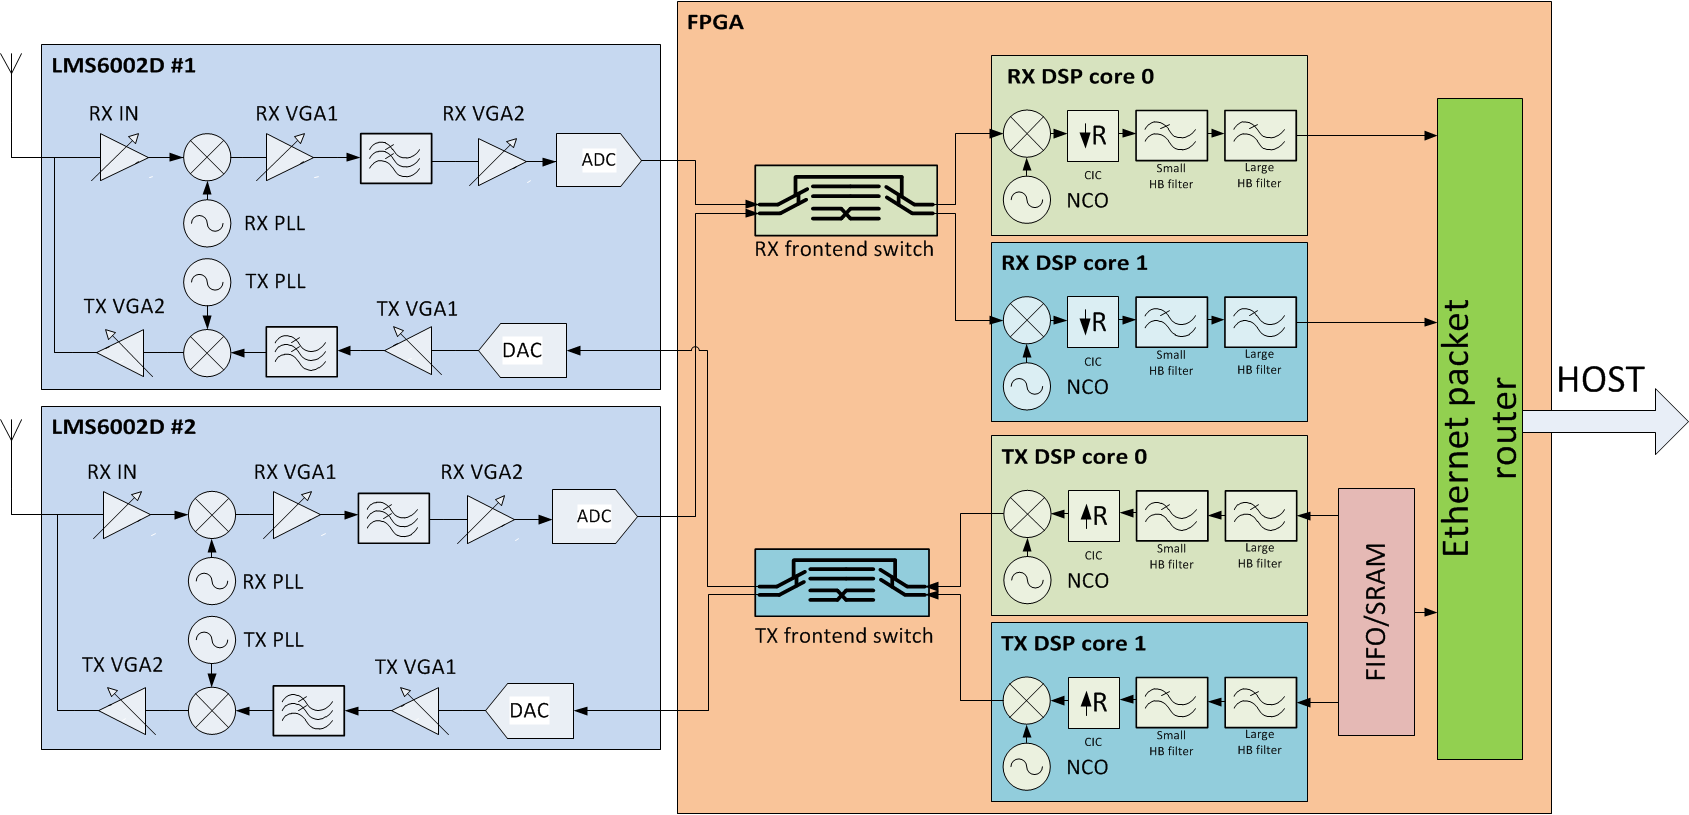 FPGA
LMS6002D #1
RX IN
RX VGA1
RX VGA2
ADC
RX PLL
TX PLL
TX VGA2
TX VGA1
DAC
LMS6002D #2
RX IN
RX VGA1
RX VGA2
ADC
RX PLL
TX PLL
TX VGA2
TX VGA1
DAC
RX frontend switch
TX frontend switch
RX DSP core 0
R
CIC
Small
HB filter
Large
HB filter
NCO
RX DSP core 1
R
CIC
Small
HB filter
Large
HB filter
NCO
TX DSP core 0
R
CIC
Small
HB filter
Large
HB filter
NCO
TX DSP core 1
R
CIC
Small
HB filter
Large
HB filter
NCO
FIFO/SRAM
Ethernet packet
router
HOST